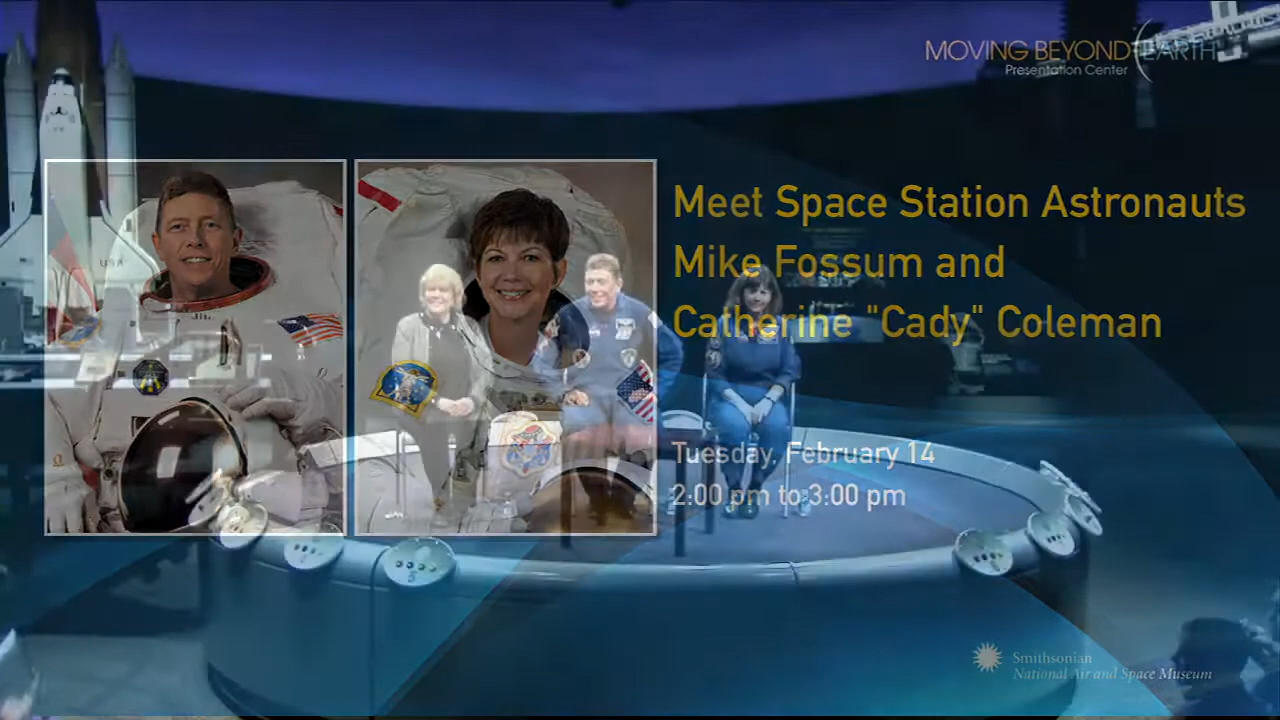 MOVING BEYOND EARTH
Presentation Center
Meet Space Station Astronauts
Mike Fossum and
Catherine "Cady" Coleman
Tuesday, February 14
2:00 pm to 3:00 pm
Smithsonian
National Air and Space Museum